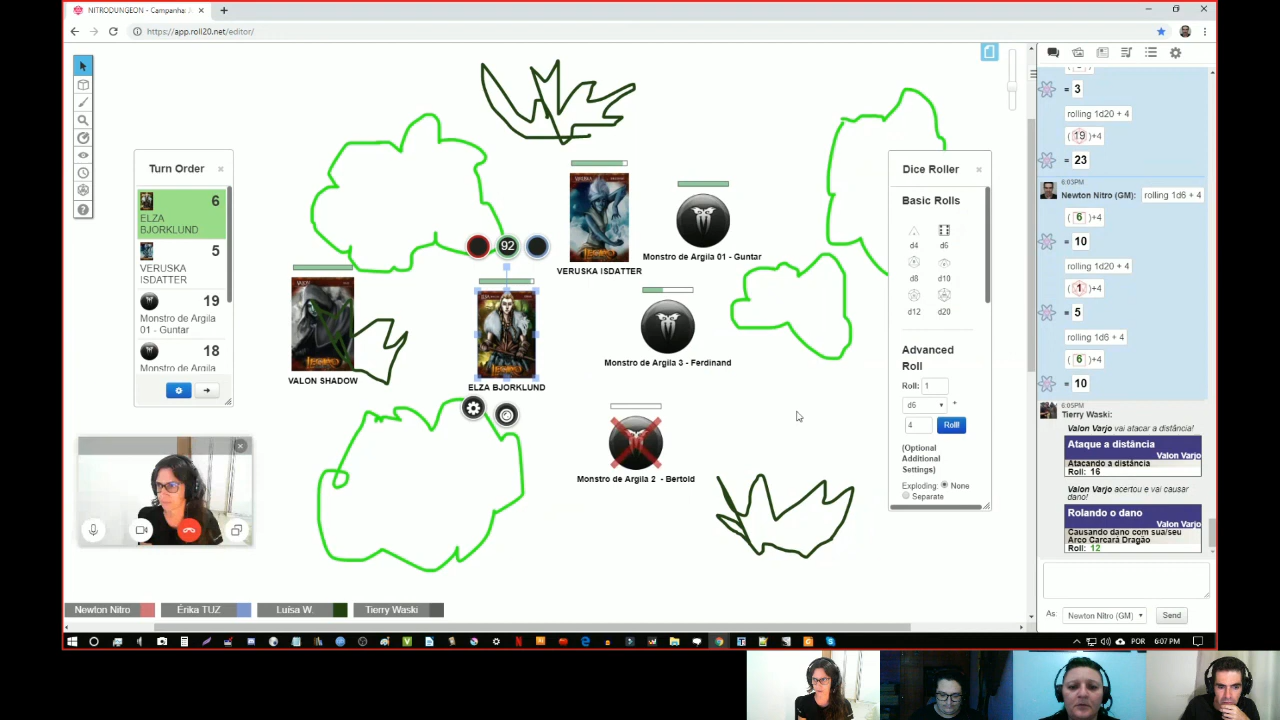 NITRODUNGEON - Campanha: J
https://app.roll20.net/editor/
Turn Order
6
ELZA
BJORKLUND
5
VERUSKA
ISDATTER
19
Monstro de Argila
01 - Guntar
18
Monstro de Argila
VERUSKA ISDATTER
Monstro de Argila 01 - Guntar
92
VALON SHADOW
ELZA BJORKLUND
Monstro de Argila 3 - Ferdinand
Monstro de Argila 2 - Bertold
Dice Roller
Basic Rolls
d4
d6
d8
d10
d12
d20
Advanced
Roll
Roll: 1
d6
4
Roll!
(Optional
Additional
Settings)
Exploding: None
Separate
= 3
rolling 1d20 + 4
(19)+4
= 23
6:03PM
Newton Nitro (GM): rolling 1d6 + 4
(6)+4
= 10
rolling 1d20 + 4
(1)+4
= 5
rolling 1d6 + 4
(6)+4
= 10
6:05PM
Tierry Waski:
Valon Varjo vai atacar a distância!
Ataque a distância
Valon Varjo
Atacando a distância
Roll: 16
Valon Varjo acertou e vai causar
dano!
Rolando o dano
Valon Varjo
Causando dano com sua/seu
Arco Carcará Dragão
Roll: 12
As: Newton Nitro (GM)
Send
Newton Nitro
Érika TUZ
Luísa W.
Tierry Waski
POR
6:07 PM